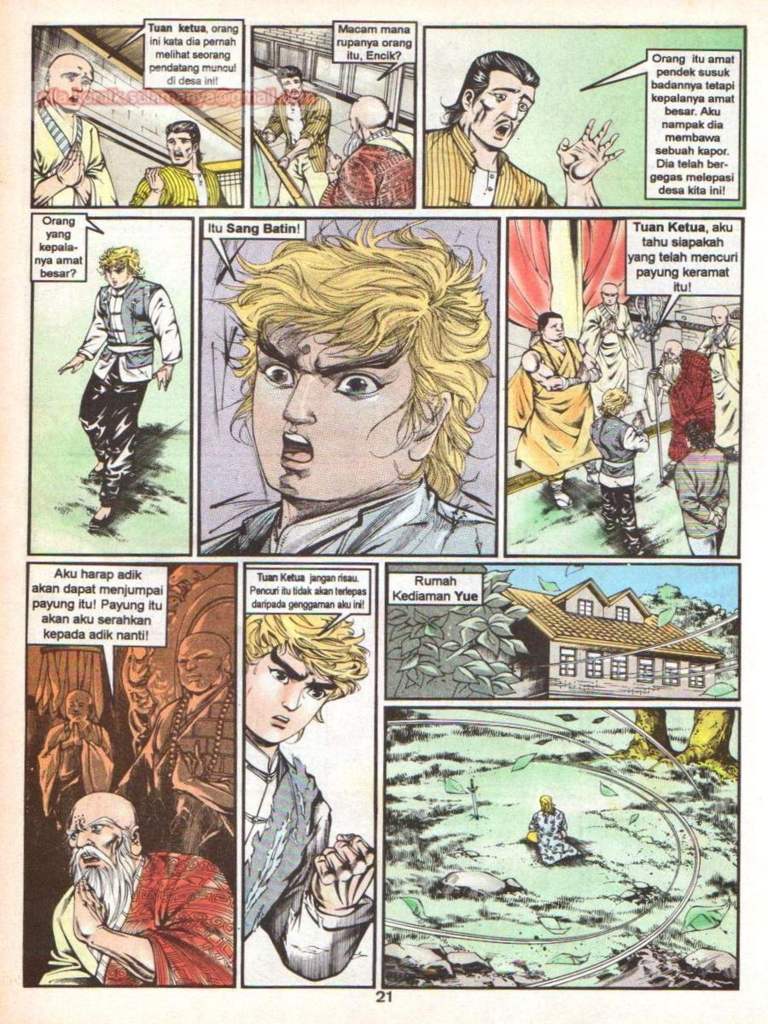 Tuan ketua, orang
ini kata dia pernah
melihat seorang
pendatang muncul
di desa ini!
Macam mana
rupanya orang
itu, Encik?
Orang itu amat
pendek susuk
badannya tetapi
kepalanya amat
besar. Aku
nampak dia
membawa
sebuah kapor.
Dia telah ber-
gegas melepasi
desa kita ini!
Orang
yang
kepala-
nya amat
besar?
Itu Sang Batin!
Tuan Ketua, aku
tahu siapakah
yang telah mencuri
payung keramat
itu!
Aku harap adik
akan dapat menjumpai
payung itu! Payung itu
akan aku serahkan
kepada adik nanti!
Tuan Ketua jangan risau.
Pencuri itu tidak akan terlepas
daripada genggaman aku ini!
Rumah
Kediaman Yue
21